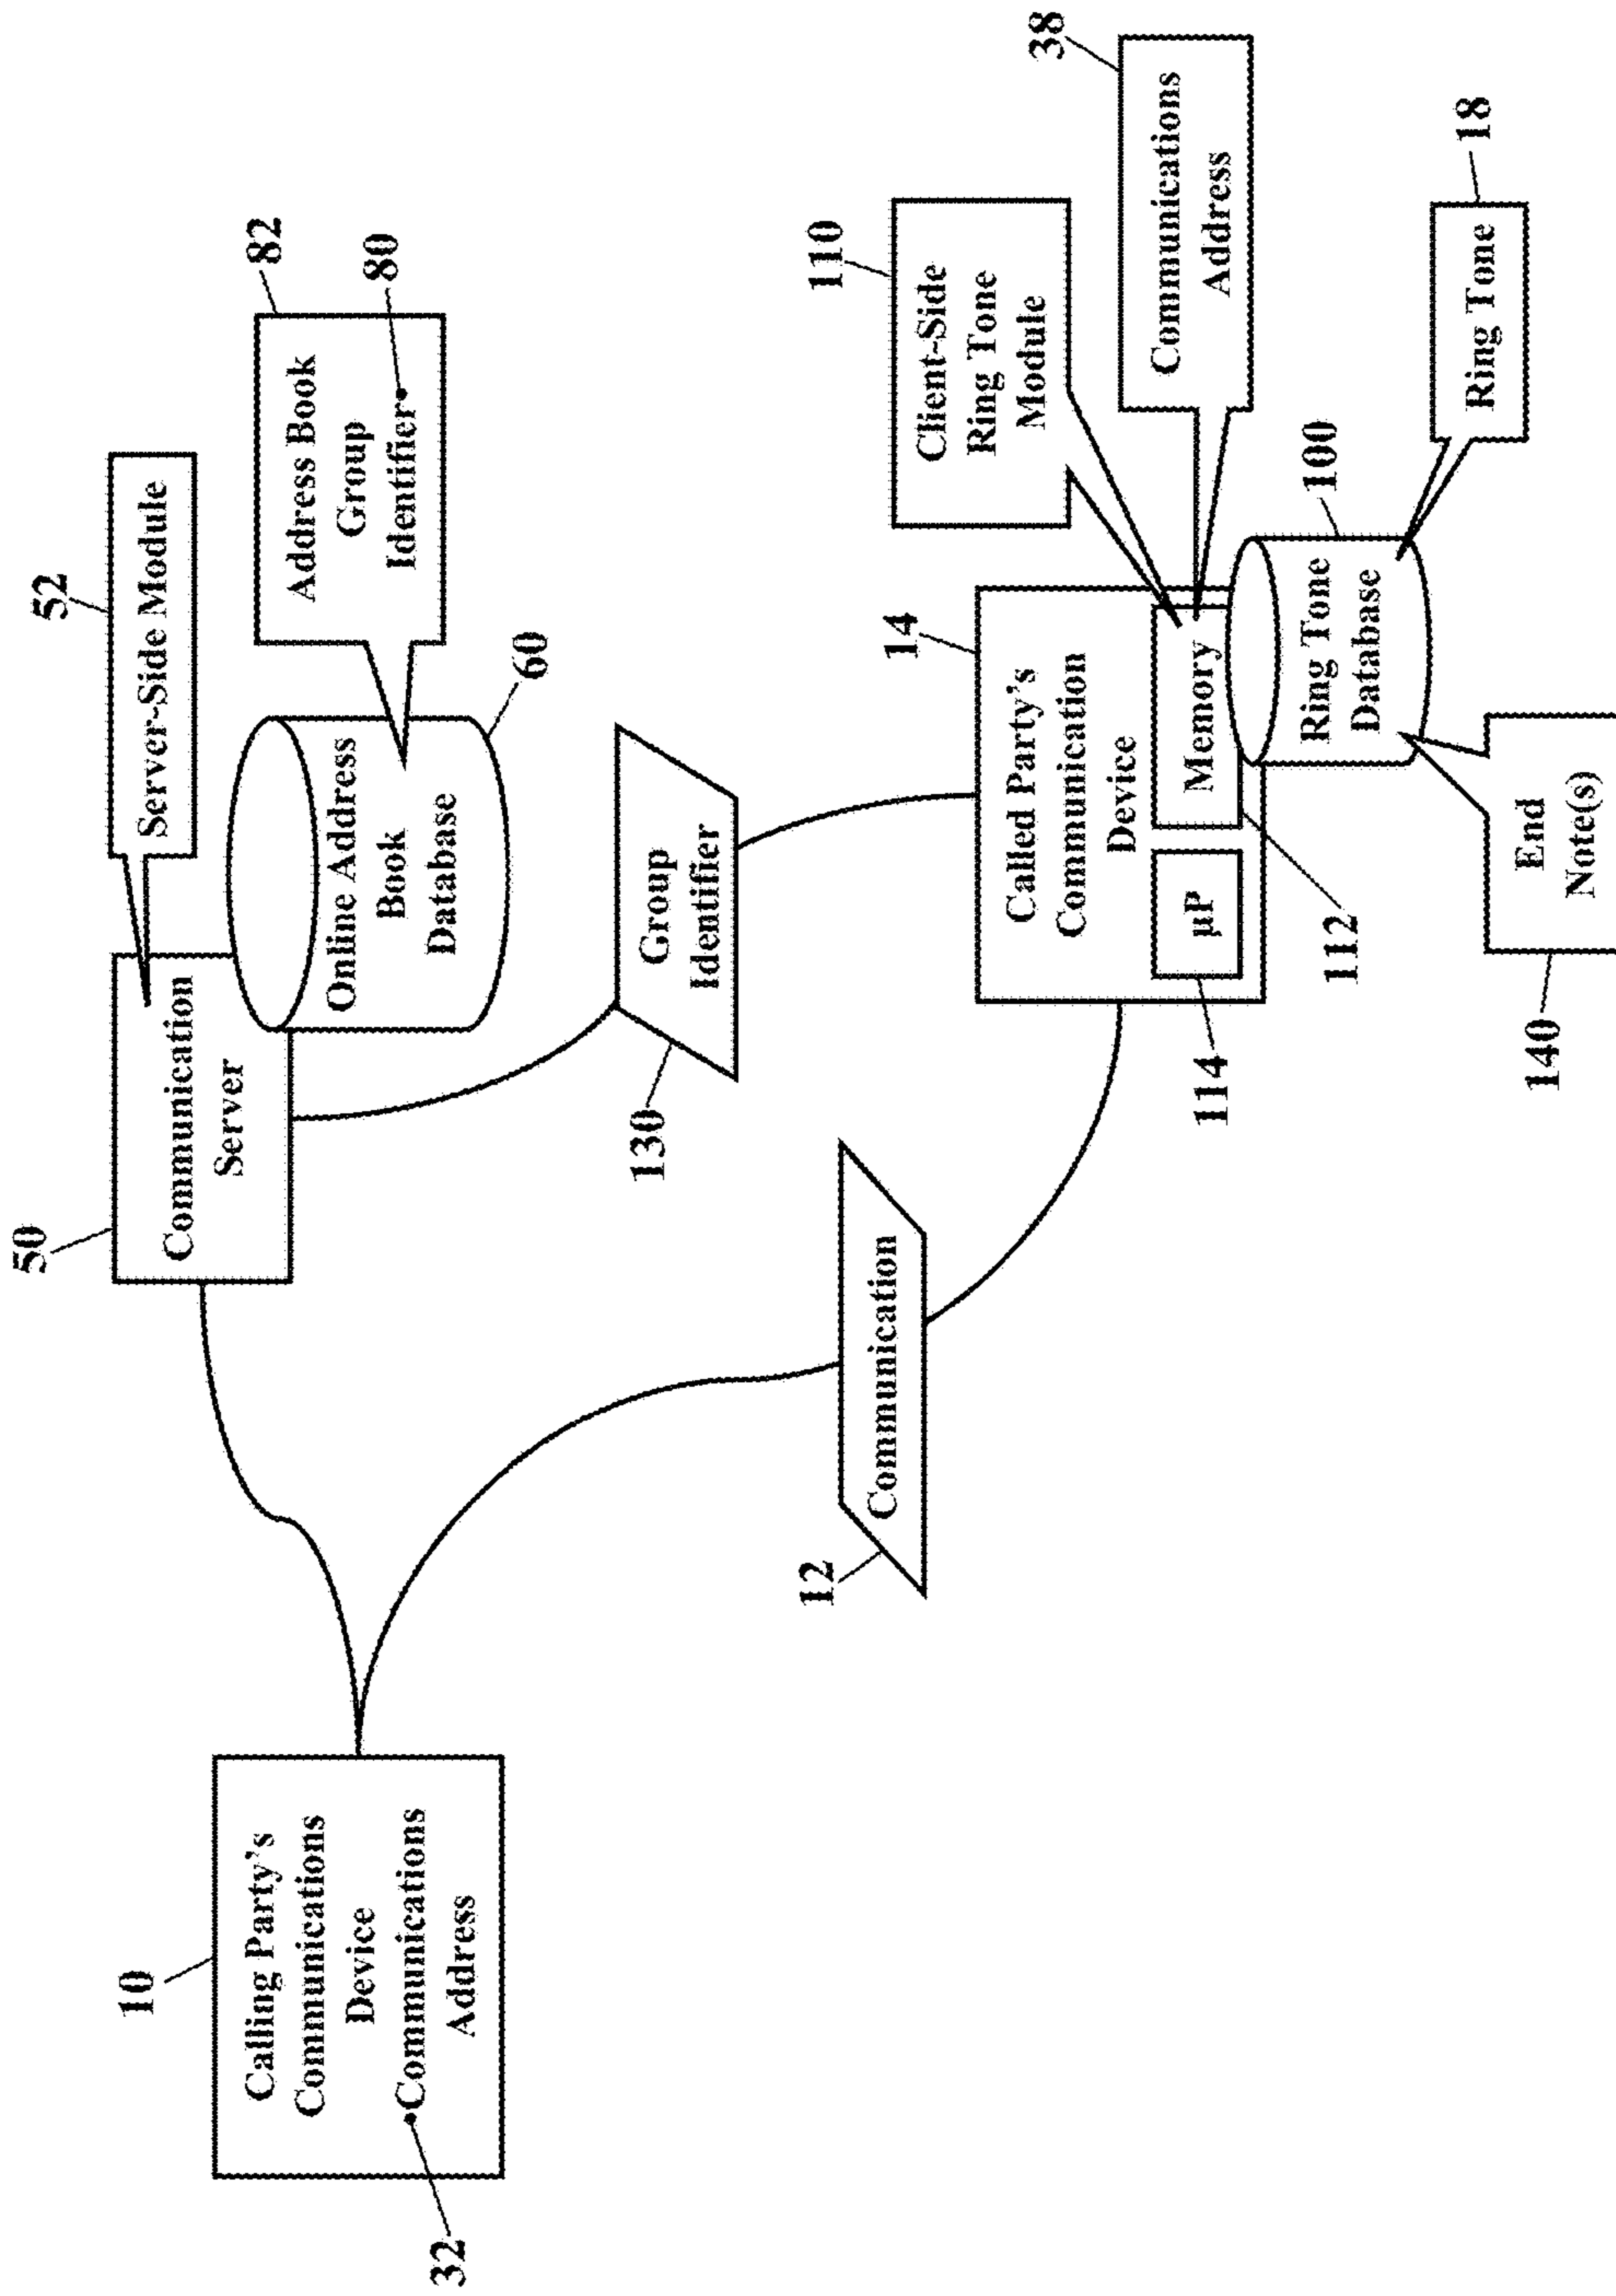 10
Calling Party's
Communications
Device
•Communications
Address
32
50
Communication
Server
52
Server-Side Module
Online Address
Book
Database
60
82
Address Book
Group
Identifier•
80
130
Group
Identifier
12
Communication
14
Called Party's
Communication
Device
µP
Memory
114
112
110
Client-Side
Ring Tone
Module
38
Communications
Address
Ring Tone
Database
100
Ring Tone
18
End
Note(s)
140